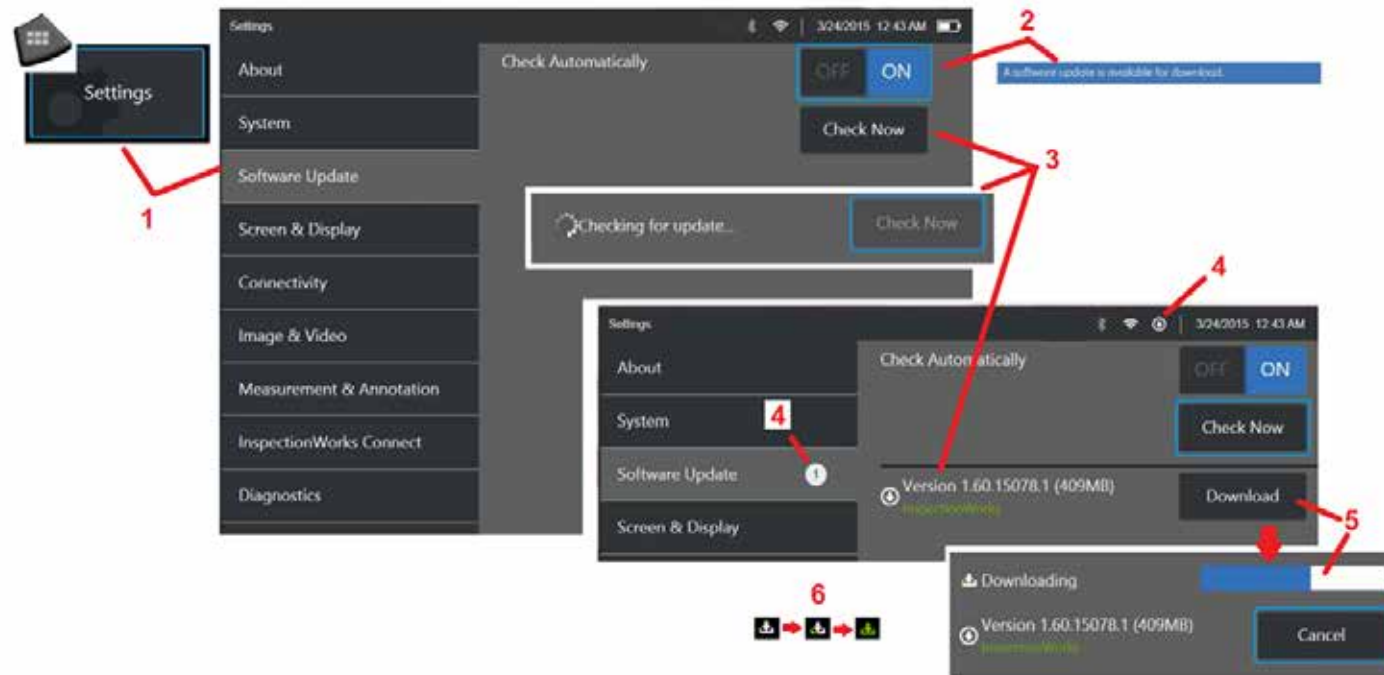 Settings
1
Settings
3/24/2015 12:43 AM
About
System
Software Update
Screen & Display
Connectivity
Image & Video
Measurement & Annotation
InspectionWorks Connect
Diagnostics
Check Automatically
OFF ON
Check Now
2
A software update is available for download.
3
Checking for update...
Check Now
4
Settings
3/24/2015 12:43 AM
About
System
4
Software Update 1
Screen & Display
Check Automatically
OFF ON
Check Now
Version 1.60.15078.1 (409MB)
InspectionWorks
Download
5
Downloading
Version 1.60.15078.1 (409MB)
InspectionWorks
Cancel
6